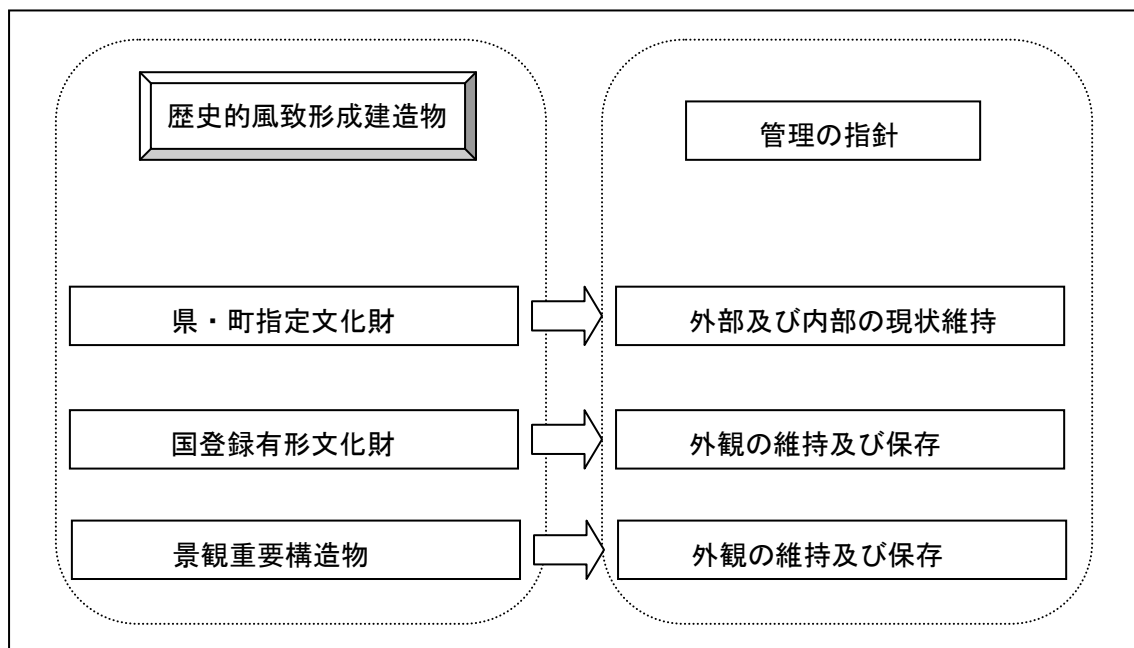 歴史的風致形成建造物
管理の指針
県・町指定文化財
外部及び内部の現状維持
国登録有形文化財
外観の維持及び保存
景観重要構造物
外観の維持及び保存